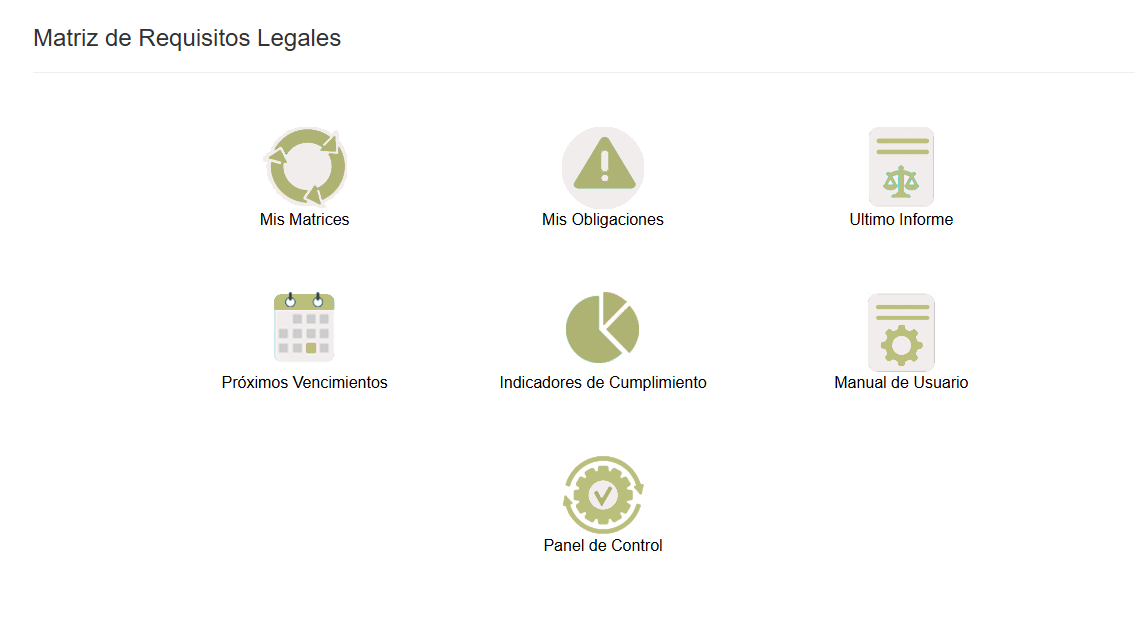 Matriz de Requisitos Legales
Mis Matrices
Mis Obligaciones
Ultimo Informe
Próximos Vencimientos
Indicadores de Cumplimiento
Manual de Usuario
Panel de Control